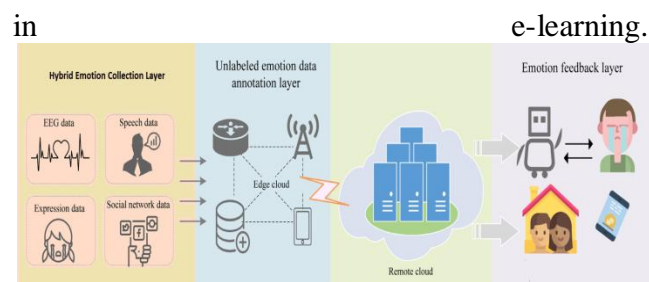 in e-learning.
Hybrid Emotion Collection Layer
EEG data
Speech data
Expression data
Social network data
Unlabeled emotion data
annotation layer
Edge cloud
Remote cloud
Emotion feedback layer